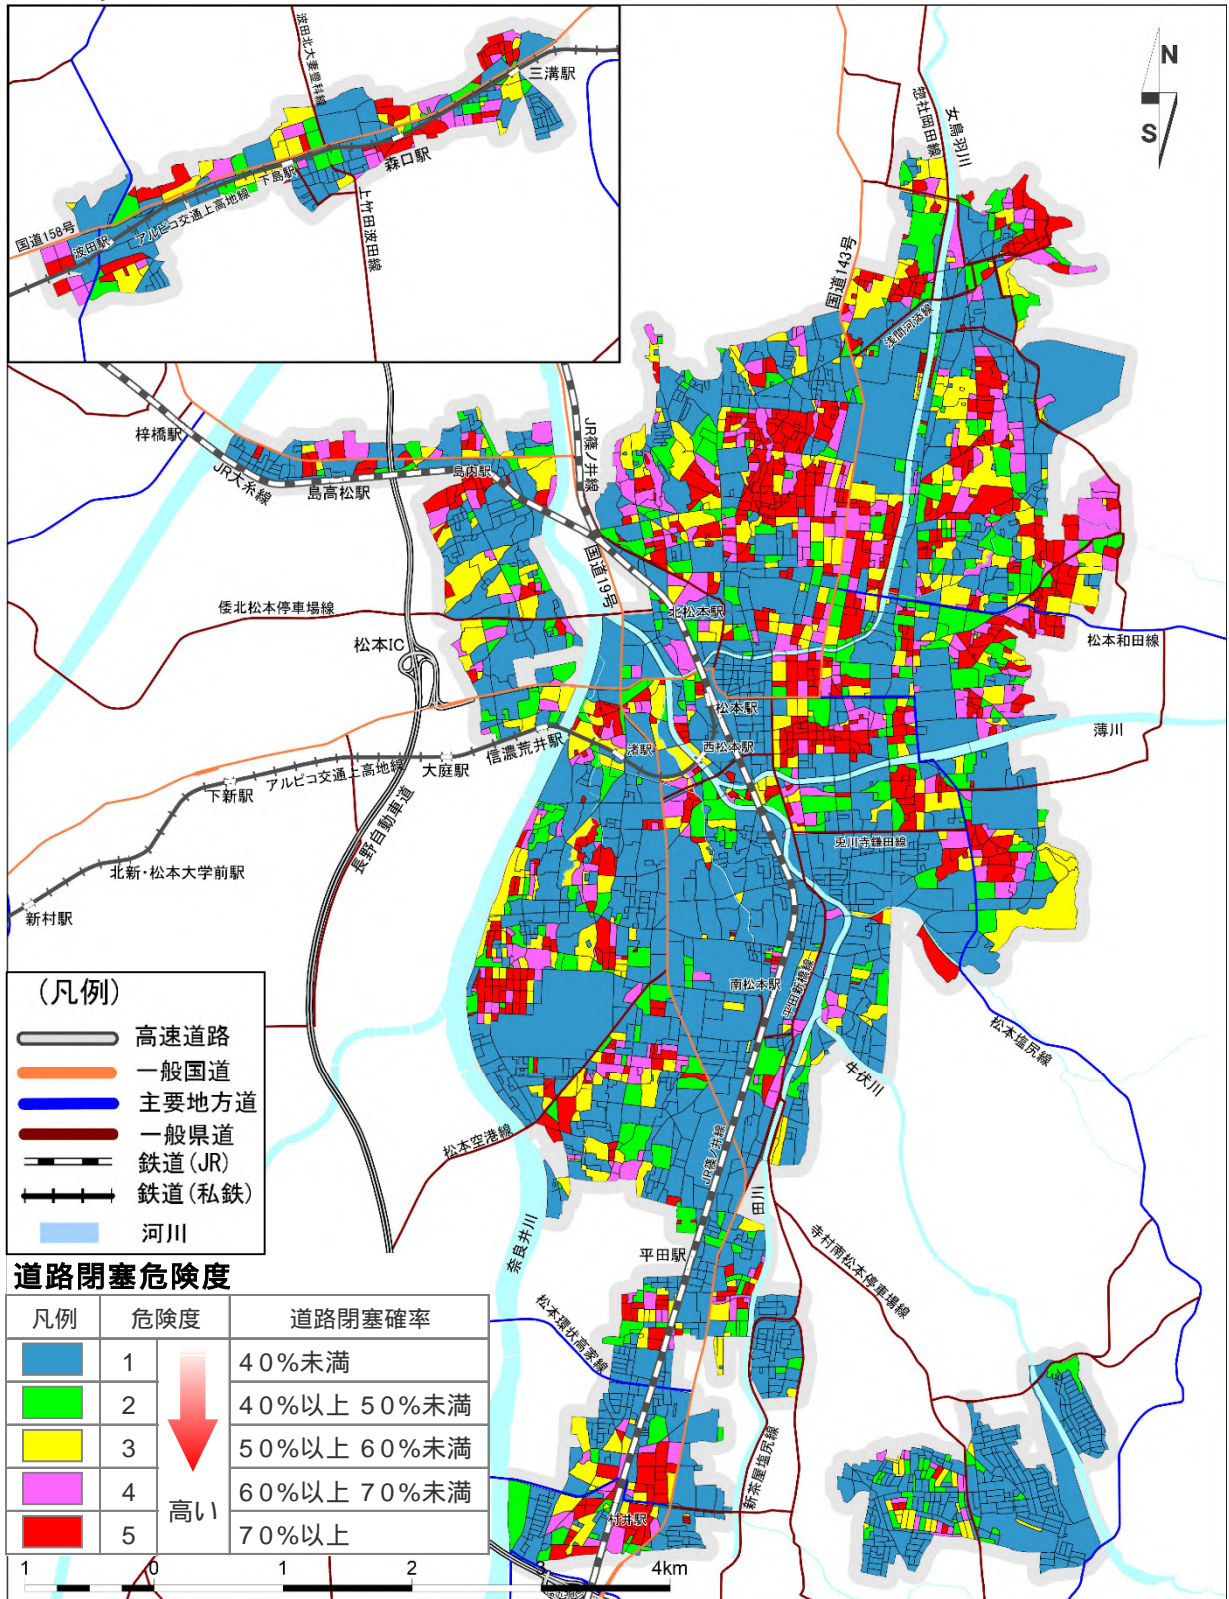 波田北大妻豊科線
三溝駅
森口駅
下島駅
アルピコ交通上高地線
国道158号
波田駅
上竹田波田線
N
S
惣社岡田線
女鳥羽川
国道143号
浅間河添線
梓橋駅
JR大糸線
島高松駅
島内駅
JR篠ノ井線
国道19号
倭北松本停車場線
北松本駅
松本IC
松本和田線
松本駅
薄川
信濃荒井駅
渚駅
西松本駅
大庭駅
アルピコ交通上高地線
下新駅
長野自動車道
兎川寺鎌田線
北新・松本大学前駅
新村駅
南松本駅
平田新橋線
松本塩尻線
牛伏川
松本空港線
JR篠ノ井線
田川
奈良井川
平田駅
寺村南松本停車場線
松本環状高家線
新茶屋塩尻線
村井駅
(凡例)
高速道路
一般国道
主要地方道
一般県道
鉄道(JR)
鉄道(私鉄)
河川
道路閉塞危険度
凡例 危険度 道路閉塞確率
1 40%未満
2 40%以上 50%未満
3 50%以上 60%未満
4 60%以上 70%未満
5 70%以上
高い
1 0 1 2 3 4km